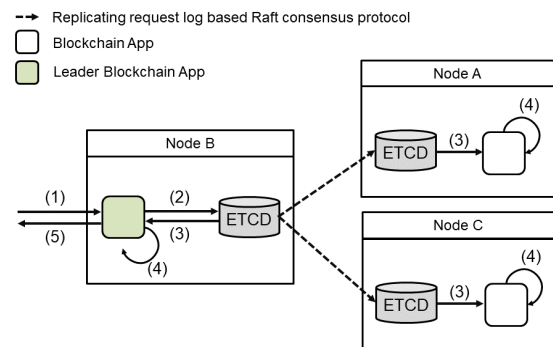 Replicating request log based Raft consensus protocol
Blockchain App
Leader Blockchain App
Node A
(4)
ETCD
(3)
Node B
(1)
(2)
(5)
(3)
ETCD
(4)
Node C
(4)
ETCD
(3)